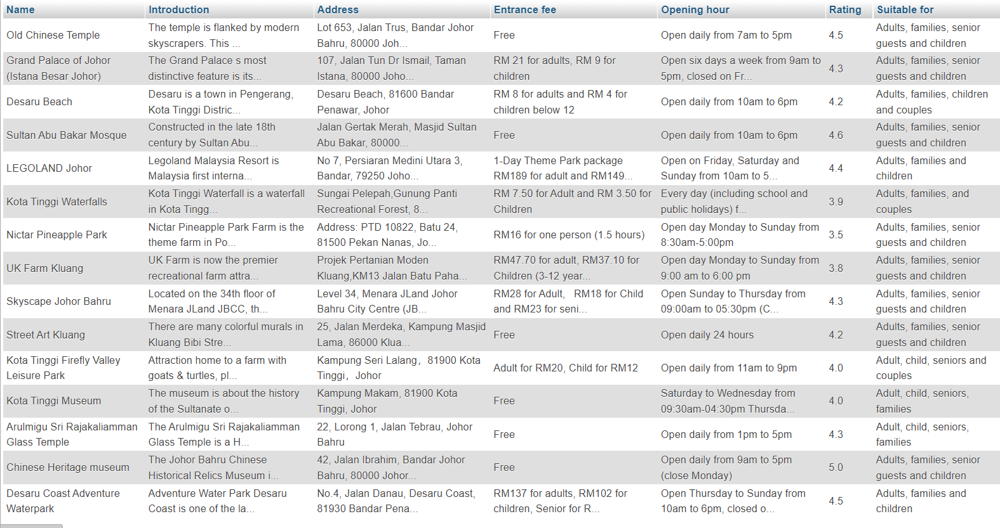 Name Introduction Address Entrance fee Opening hour Rating Suitable for
Old Chinese Temple
The temple is flanked by modern
skyscrapers. This ...
Lot 653, Jalan Trus, Bandar Johor
Bahru, 80000 Joh...
Free
Open daily from 7am to 5pm
4.5
Adults, families, senior
guests and children
Grand Palace of Johor
(Istana Besar Johor)
The Grand Palace s most
distinctive feature is its...
107, Jalan Tun Dr Ismail, Taman
Istana, 80000 Joho...
RM 21 for adults, RM 9 for
children
Open six days a week from 9am to
5pm, closed on Fr...
4.3
Adults, families, senior
guests and children
Desaru Beach
Desaru is a town in Pengerang,
Kota Tinggi Distric...
Desaru Beach, 81600 Bandar
Penawar, Johor
RM 8 for adults and RM 4 for
children below 12
Open daily from 10am to 6pm
4.2
Adults, families, children
and couples
Sultan Abu Bakar Mosque
Constructed in the late 18th
century by Sultan Abu...
Jalan Gertak Merah, Masjid Sultan
Abu Bakar, 80000...
Free
Open daily from 10am to 6pm
4.6
Adults, families, senior
guests and children
LEGOLAND Johor
Legoland Malaysia Resort is
Malaysia first interna...
No 7, Persiaran Medini Utara 3,
Bandar, 79250 Joho...
1-Day Theme Park package
RM189 for adult and RM149...
Open on Friday, Saturday and
Sunday from 10am to 5...
4.4
Adults, families and
children
Kota Tinggi Waterfalls
Kota Tinggi Waterfall is a waterfall
in Kota Tingg...
Sungai Pelepah,Gunung Panti
Recreational Forest, 8...
RM 7.50 for Adult and RM 3.50 for
Children
Every day (including school and
public holidays) f...
3.9
Adults, families, and
couples
Nictar Pineapple Park
Nictar Pineapple Park Farm is the
theme farm in Po...
Address: PTD 10822, Batu 24,
81500 Pekan Nanas, Jo...
RM16 for one person (1.5 hours)
Open day Monday to Sunday from
8:30am-5:00pm
3.5
Adults, families, senior
guests and children
UK Farm Kluang
UK Farm is now the premier
recreational farm attra...
Projek Pertanian Moden
Kluang,KM13 Jalan Batu Paha...
RM47.70 for adult, RM37.10 for
Children (3-12 year...
Open day Monday to Sunday from
9:00 am to 6:00 pm
3.8
Adults, families, senior
guests and children
Skyscape Johor Bahru
Located on the 34th floor of
Menara JLand JBCC, th...
Level 34, Menara JLand Johor
Bahru City Centre (JB...
RM28 for Adult， RM18 for Child
and RM23 for seni...
Open Sunday to Thursday from
09:00am to 05:30pm (C...
4.3
Adults, families, senior
guests and children
Street Art Kluang
There are many colorful murals in
Kluang Bibi Stre...
25, Jalan Merdeka, Kampung Masjid
Lama, 86000 Klua...
Free
Open daily 24 hours
4.2
Adults, families, senior
guests and children
Kota Tinggi Firefly Valley
Leisure Park
Attraction home to a farm with
goats & turtles, pl...
Kampung Seri Lalang，81900 Kota
Tinggi，Johor
Adult for RM20, Child for RM12
Open daily from 11am to 9pm
4.0
Adult, child, seniors and
couples
Kota Tinggi Museum
The museum is about the history
of the Sultanate o...
Kampung Makam, 81900 Kota
Tinggi, Johor
Free
Saturday to Wednesday from
09:30am-04:30pm Thursda...
4.0
Adult, child, seniors,
families
Arulmigu Sri Rajakaliamman
Glass Temple
The Arulmigu Sri Rajakaliamman
Glass Temple is a H...
22, Lorong 1, Jalan Tebrau, Johor
Bahru
Free
Open daily from 1pm to 5pm
4.3
Adult, child, seniors,
families
Chinese Heritage museum
The Johor Bahru Chinese
Historical Relics Museum i...
42, Jalan Ibrahim, Bandar Johor
Bahru, 80000 Johor...
Free
Open daily from 9am to 5pm
(close Monday)
5.0
Adults, families, senior
guests and children
Desaru Coast Adventure
Waterpark
Adventure Water Park Desaru
Coast is one of the la...
No.4, Jalan Danau, Desaru Coast,
81930 Bandar Pena...
RM137 for adults, RM102 for
children, Senior for R...
Open Thursday to Sunday from
10am to 6pm, closed o...
4.5
Adults, families and
children